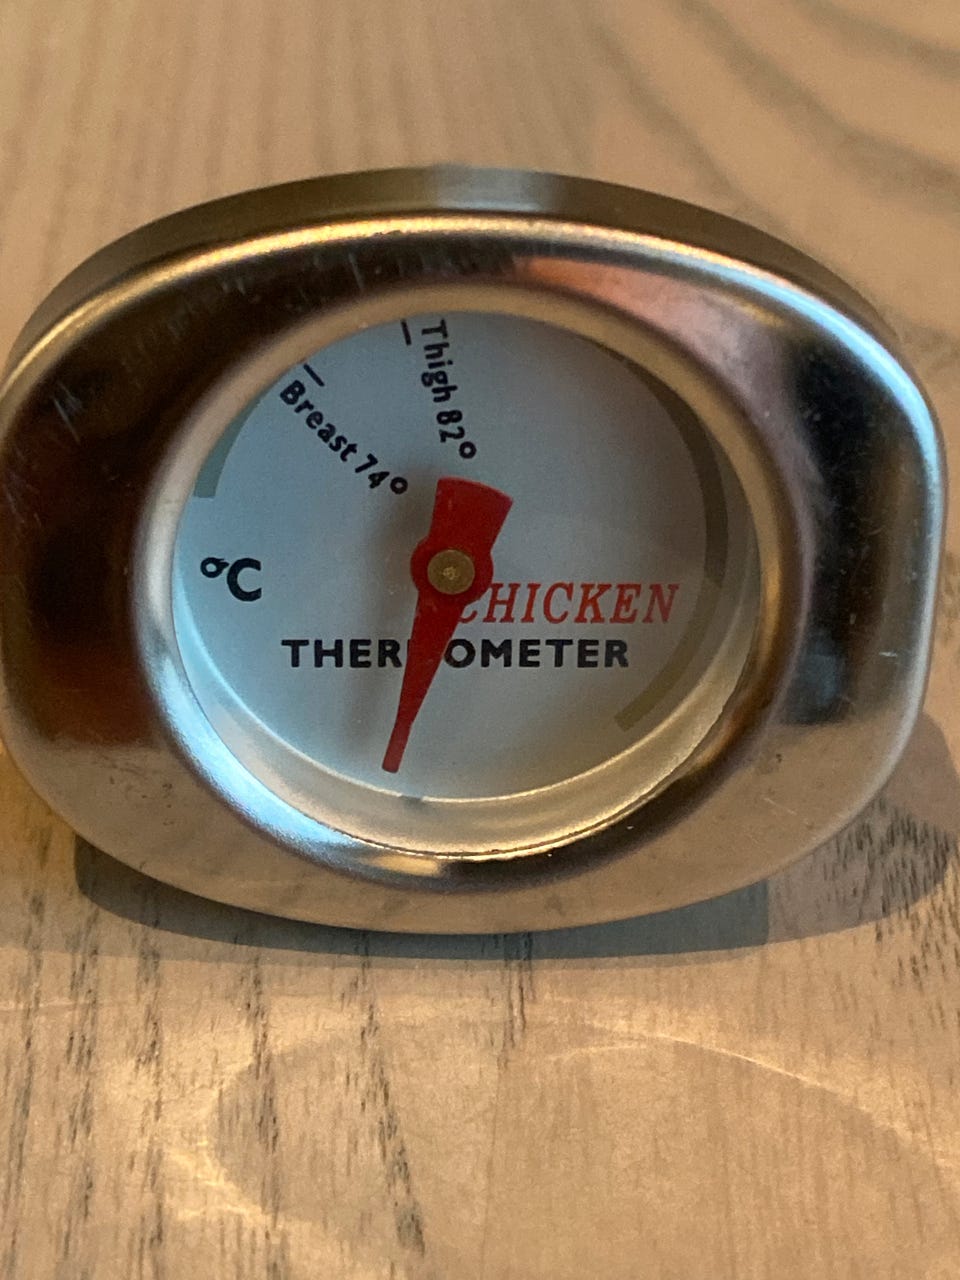 Thigh 82°
Breast 74°
°C
CHICKEN
THERMOMETER